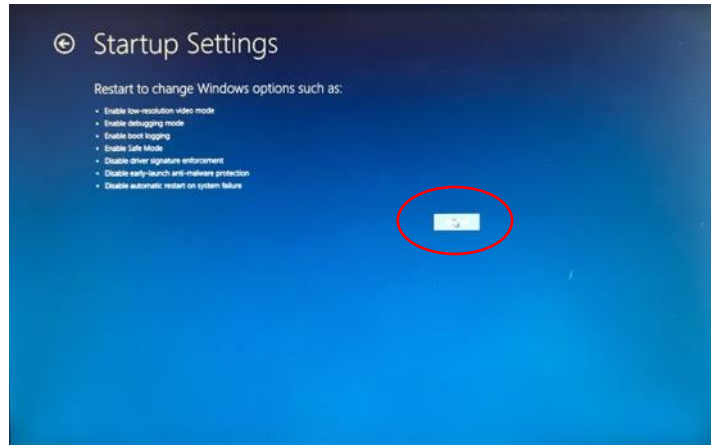 Startup Settings
Restart to change Windows options such as:
• Enable low-resolution video mode
• Enable debugging mode
• Enable boot logging
• Enable Safe Mode
• Disable driver signature enforcement
• Disable early-launch anti-malware protection
• Disable automatic restart on system failure